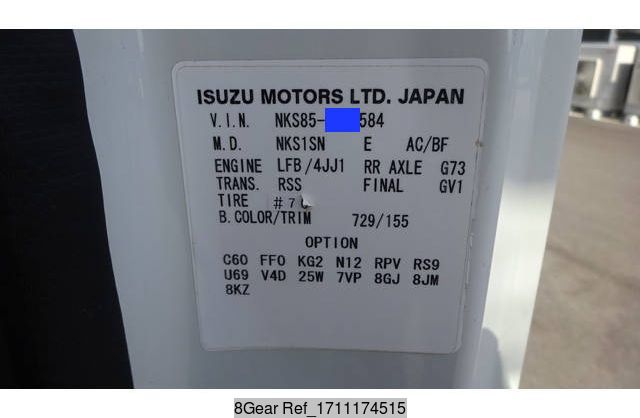 ISUZU MOTORS LTD. JAPAN
V.I.N. NKS85- 584
M.D. NKS1SN E AC/BF
ENGINE LFB/4JJ1 RR AXLE G73
TRANS. RSS FINAL GV1
TIRE #7
B.COLOR/TRIM 729/155
OPTION
C60 FF0 KG2 N12 RPV RS9
U69 V4D 25W 7VP 8GJ 8JM
8KZ
8Gear Ref_1711174515